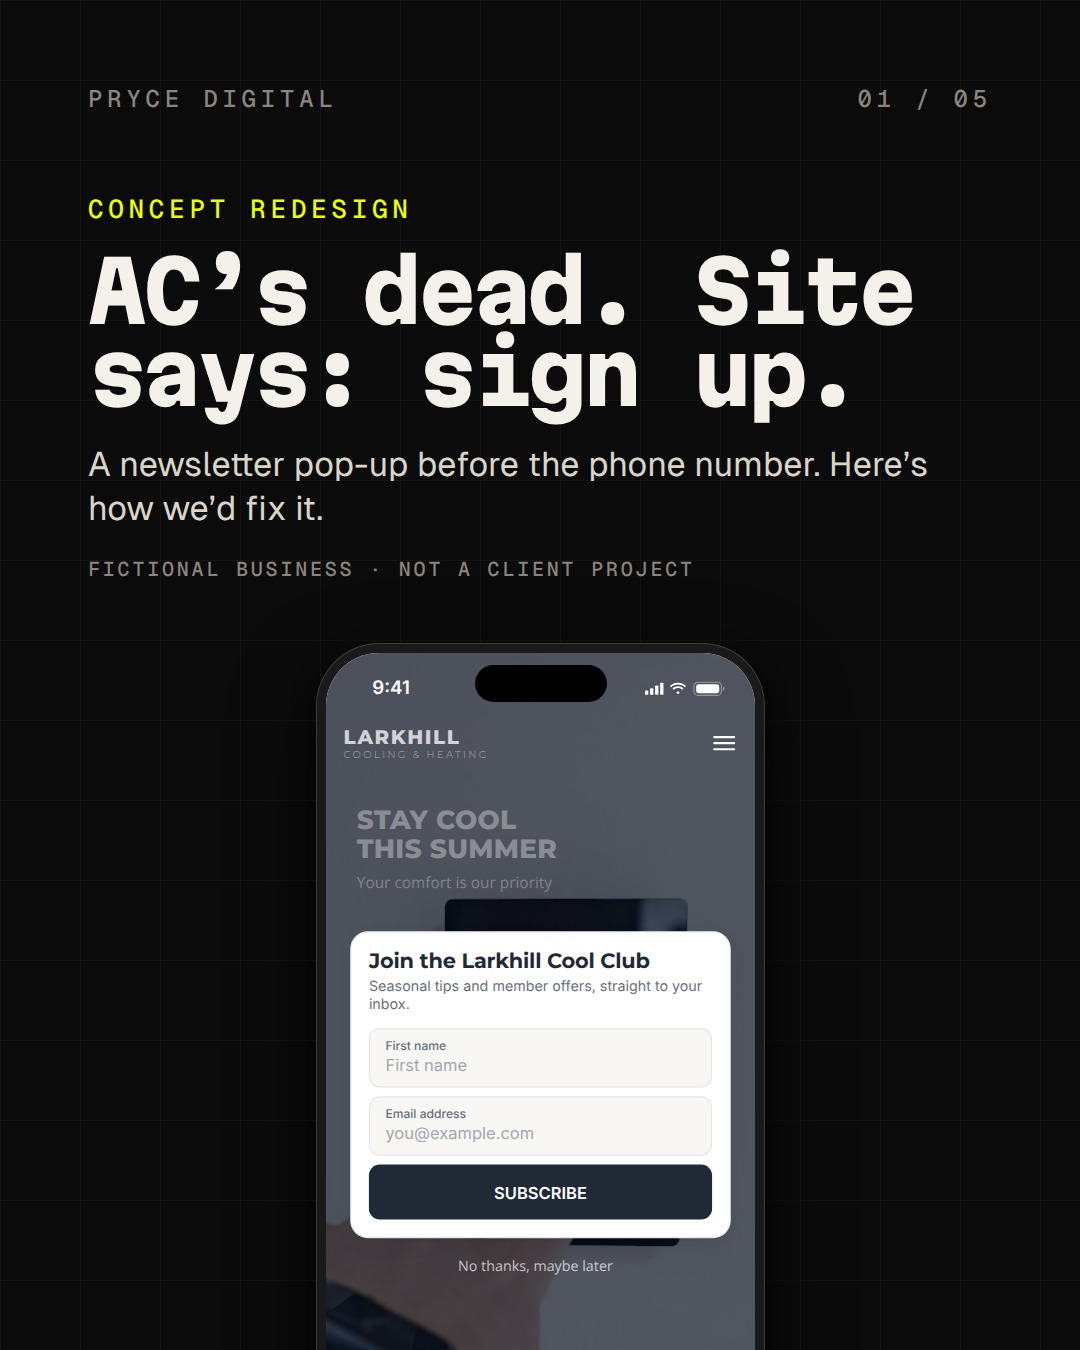 PRYCE DIGITAL
01 / 05
CONCEPT REDESIGN
AC’s dead. Site
says: sign up.
A newsletter pop-up before the phone number. Here’s
how we’d fix it.
FICTIONAL BUSINESS · NOT A CLIENT PROJECT
9:41
LARKHILL
COOLING & HEATING
STAY COOL
THIS SUMMER
Your comfort is our priority
Join the Larkhill Cool Club
Seasonal tips and member offers, straight to your
inbox.
First name
First name
Email address
you@example.com
SUBSCRIBE
No thanks, maybe later